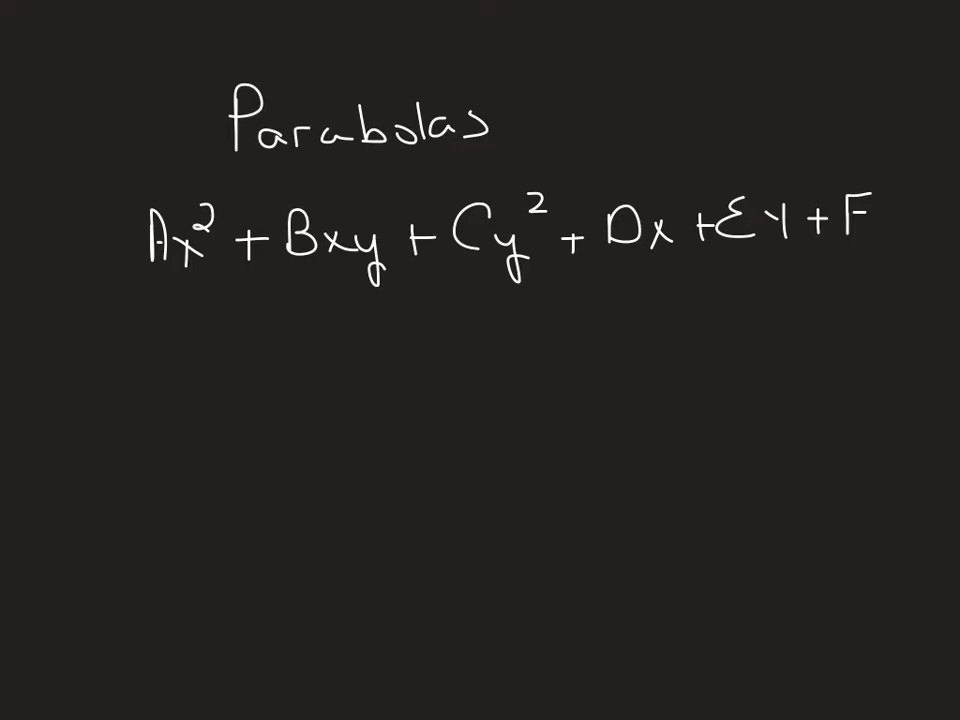 Parabolas
Ax² + Bxy + Cy² + Dx + Ey + F